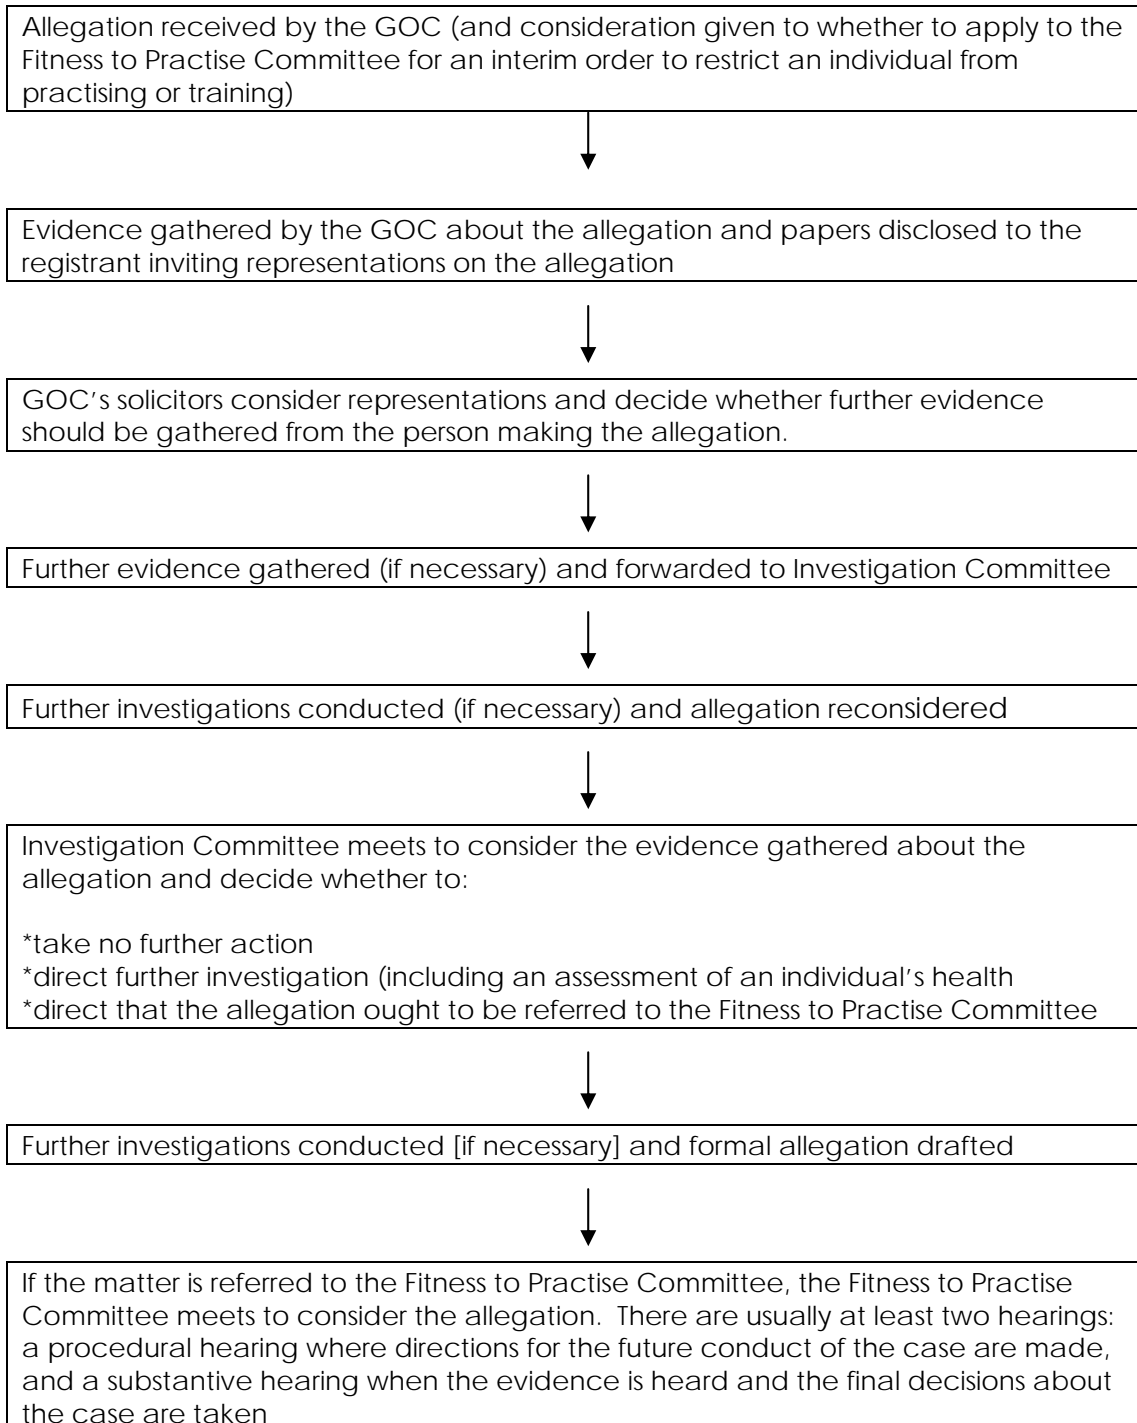 Allegation received by the GOC (and consideration given to whether to apply to the
Fitness to Practise Committee for an interim order to restrict an individual from
practising or training)
Evidence gathered by the GOC about the allegation and papers disclosed to the
registrant inviting representations on the allegation
GOC's solicitors consider representations and decide whether further evidence
should be gathered from the person making the allegation.
Further evidence gathered (if necessary) and forwarded to Investigation Committee
Further investigations conducted (if necessary) and allegation reconsidered
Investigation Committee meets to consider the evidence gathered about the
allegation and decide whether to:
*take no further action
*direct further investigation (including an assessment of an individual's health
*direct that the allegation ought to be referred to the Fitness to Practise Committee
Further investigations conducted [if necessary] and formal allegation drafted
If the matter is referred to the Fitness to Practise Committee, the Fitness to Practise
Committee meets to consider the allegation.  There are usually at least two hearings:
a procedural hearing where directions for the future conduct of the case are made,
and a substantive hearing when the evidence is heard and the final decisions about
the case are taken